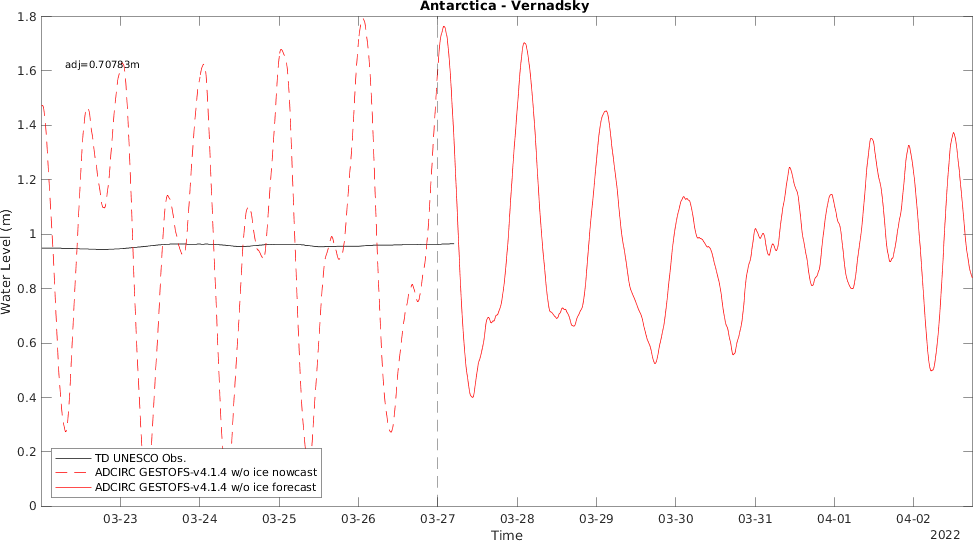 Antarctica - Vernadsky
1.8
1.6
1.4
1.2
1
0.8
0.6
0.4
0.2
0
Water Level (m)
adj=0.70783m
TD UNESCO Obs.
ADCIRC GESTOFS-v4.1.4 w/o ice nowcast
ADCIRC GESTOFS-v4.1.4 w/o ice forecast
03-23 03-24 03-25 03-26 03-27 03-28 03-29 03-30 03-31 04-01 04-02
Time
2022